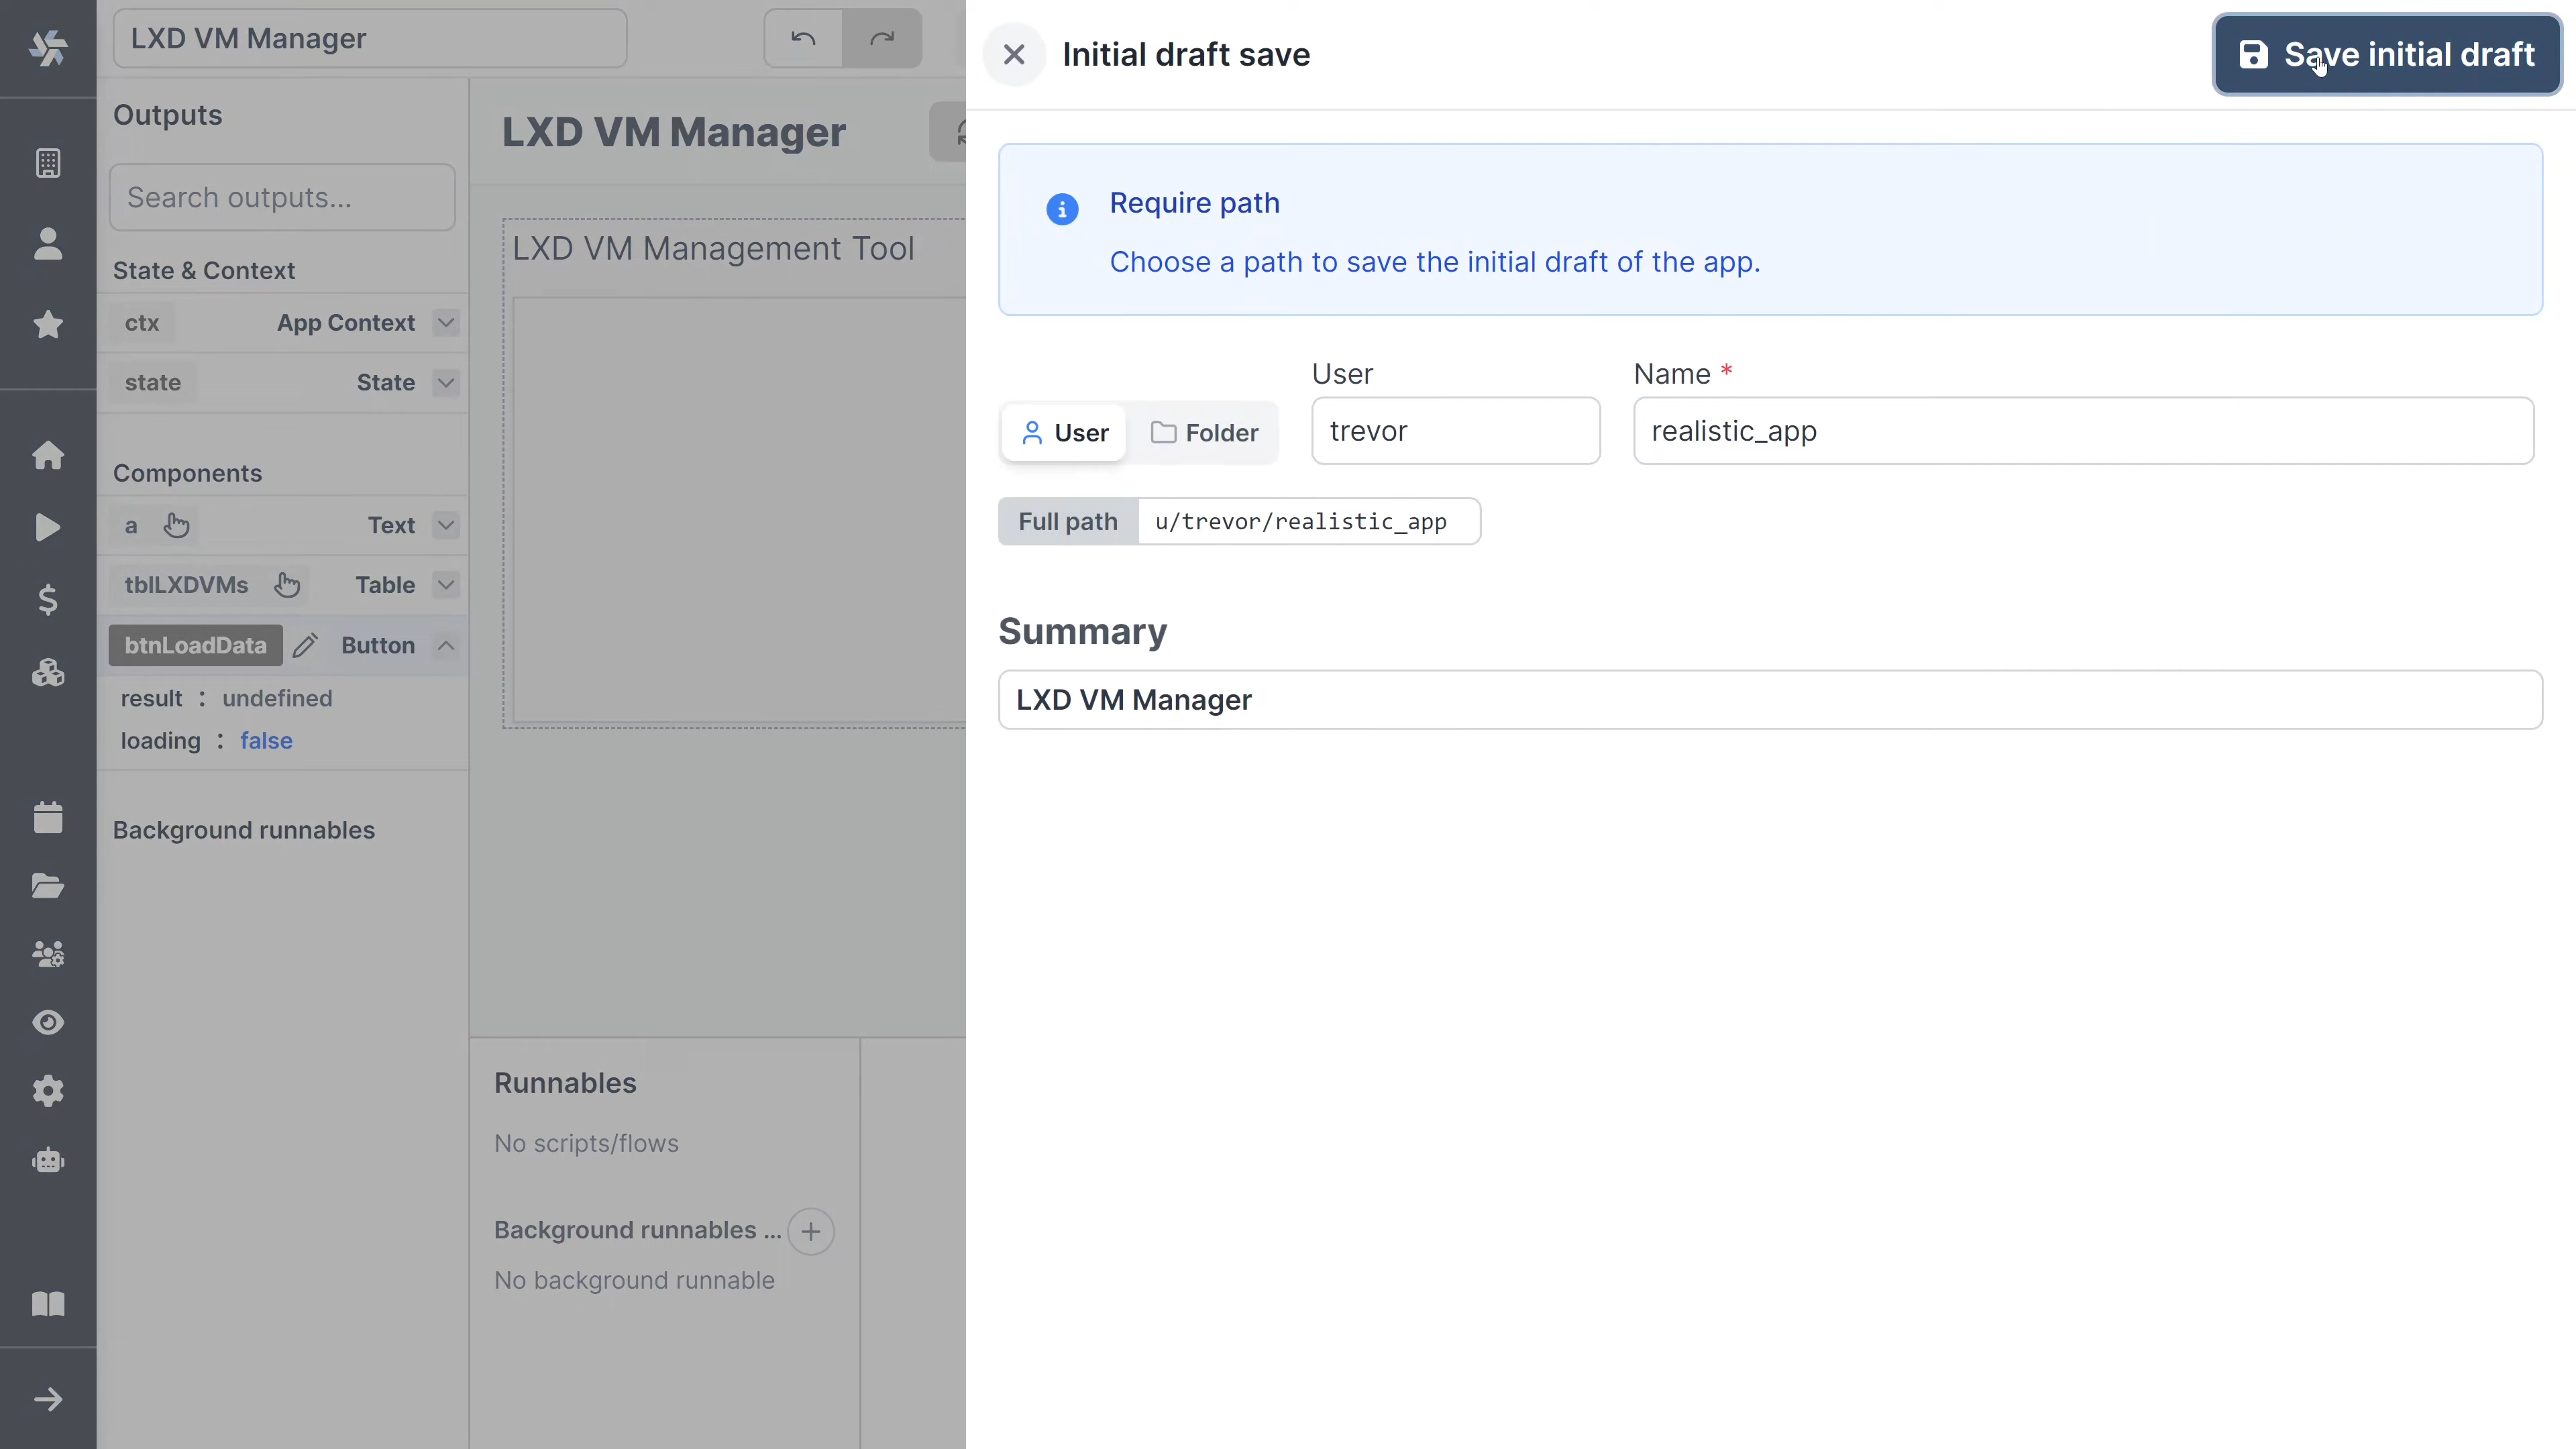 LXD VM Manager
Outputs
Search outputs...
State & Context
ctx App Context
state State
Components
a Text
tblLXDVMs Table
btnLoadData Button
result : undefined
loading : false
Background runnables
LXD VM Manager
LXD VM Management Tool
Runnables
No scripts/flows
Background runnables ...
No background runnable
Initial draft save
Save initial draft
Require path
Choose a path to save the initial draft of the app.
User
Folder
User
trevor
Name *
realistic_app
Full path u/trevor/realistic_app
Summary
LXD VM Manager